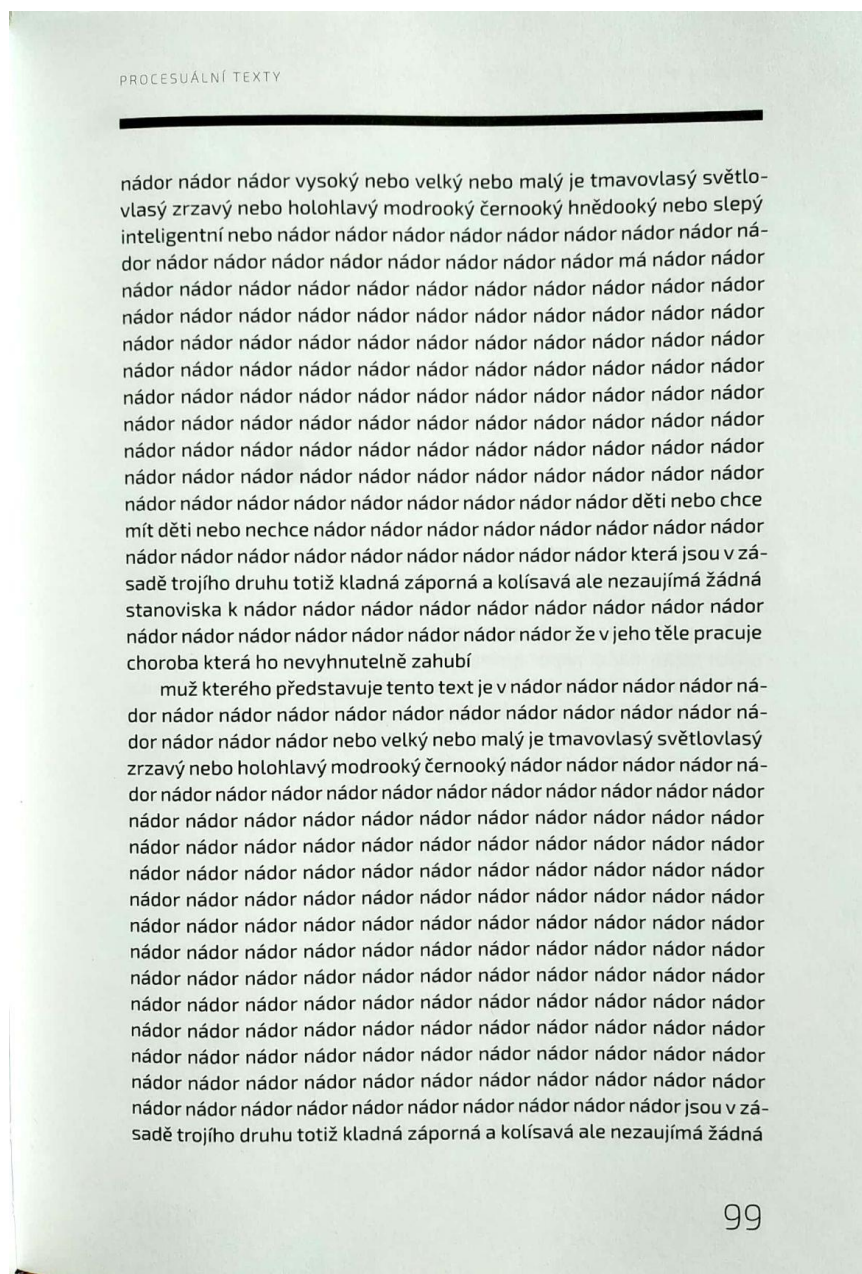 PROCESUÁLNÍ TEXTY
nádor nádor nádor vysoký nebo velký nebo malý je tmavovlasý světlo-
vlasý zrzavý nebo holohlavý modrooký černooký hnědooký nebo slepý
inteligentní nebo nádor nádor nádor nádor nádor nádor nádor nádor ná-
dor nádor nádor nádor nádor nádor nádor nádor nádor má nádor nádor
nádor nádor nádor nádor nádor nádor nádor nádor nádor nádor nádor
nádor nádor nádor nádor nádor nádor nádor nádor nádor nádor nádor
nádor nádor nádor nádor nádor nádor nádor nádor nádor nádor nádor
nádor nádor nádor nádor nádor nádor nádor nádor nádor nádor nádor
nádor nádor nádor nádor nádor nádor nádor nádor nádor nádor nádor
nádor nádor nádor nádor nádor nádor nádor nádor nádor nádor nádor
nádor nádor nádor nádor nádor nádor nádor nádor nádor nádor nádor
nádor nádor nádor nádor nádor nádor nádor nádor nádor nádor nádor
nádor nádor nádor nádor nádor nádor nádor nádor nádor děti nebo chce
mít děti nebo nechce nádor nádor nádor nádor nádor nádor nádor nádor
nádor nádor nádor nádor nádor nádor nádor nádor nádor která jsou v zá-
sadě trojího druhu totiž kladná záporná a kolísavá ale nezaujímá žádná
stanoviska k nádor nádor nádor nádor nádor nádor nádor nádor nádor
nádor nádor nádor nádor nádor nádor nádor nádor že v jeho těle pracuje
choroba která ho nevyhnutelně zahubí
muž kterého představuje tento text je v nádor nádor nádor nádor ná-
dor nádor nádor nádor nádor nádor nádor nádor nádor nádor nádor ná-
dor nádor nádor nádor nebo velký nebo malý je tmavovlasý světlovlasý
zrzavý nebo holohlavý modrooký černooký nádor nádor nádor nádor ná-
dor nádor nádor nádor nádor nádor nádor nádor nádor nádor nádor nádor
nádor nádor nádor nádor nádor nádor nádor nádor nádor nádor nádor
nádor nádor nádor nádor nádor nádor nádor nádor nádor nádor nádor
nádor nádor nádor nádor nádor nádor nádor nádor nádor nádor nádor
nádor nádor nádor nádor nádor nádor nádor nádor nádor nádor nádor
nádor nádor nádor nádor nádor nádor nádor nádor nádor nádor nádor
nádor nádor nádor nádor nádor nádor nádor nádor nádor nádor nádor
nádor nádor nádor nádor nádor nádor nádor nádor nádor nádor nádor
nádor nádor nádor nádor nádor nádor nádor nádor nádor nádor nádor
nádor nádor nádor nádor nádor nádor nádor nádor nádor nádor nádor
nádor nádor nádor nádor nádor nádor nádor nádor nádor nádor nádor
nádor nádor nádor nádor nádor nádor nádor nádor nádor nádor nádor
nádor nádor nádor nádor nádor nádor nádor nádor nádor nádor jsou v zá-
sadě trojího druhu totiž kladná záporná a kolísavá ale nezaujímá žádná
99